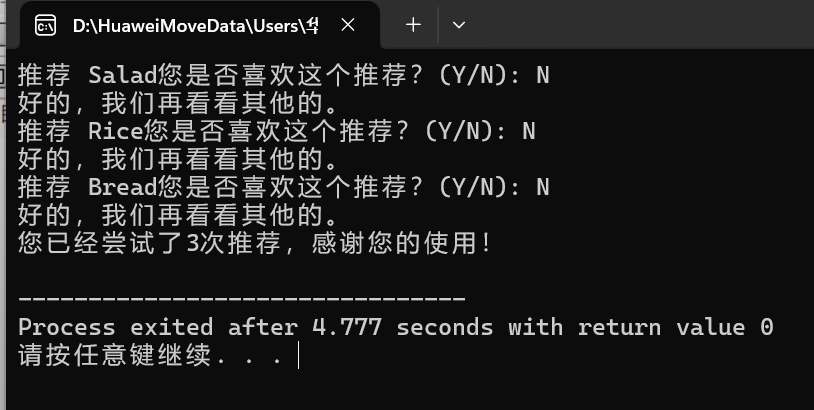 D:\HuaweiMoveData\Users\华
推荐 Salad您是否喜欢这个推荐？(Y/N): N
好的，我们再看看其他的。
推荐 Rice您是否喜欢这个推荐？(Y/N): N
好的，我们再看看其他的。
推荐 Bread您是否喜欢这个推荐？(Y/N): N
好的，我们再看看其他的。
您已经尝试了3次推荐，感谢您的使用！
--------------------------------
Process exited after 4.777 seconds with return value 0
请按任意键继续. . .